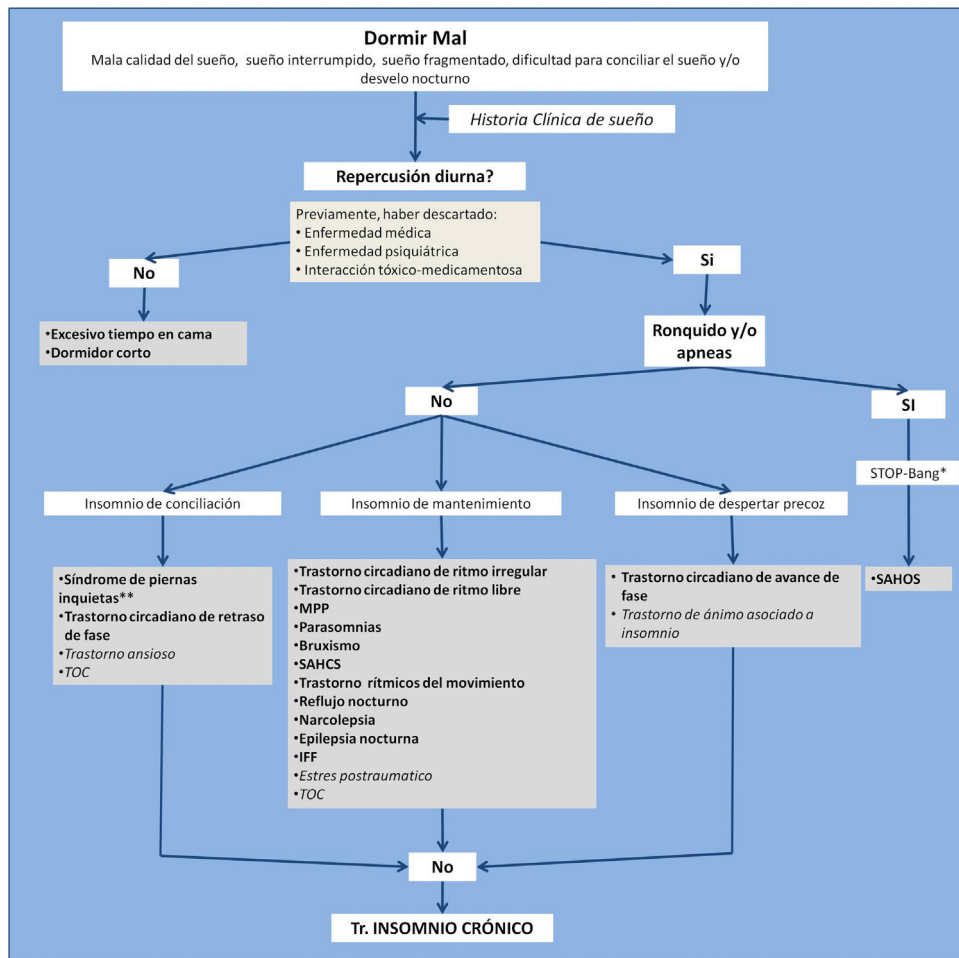 Dormir Mal
Mala calidad del sueño, sueño interrumpido, sueño fragmentado, dificultad para conciliar el sueño y/o
desvelo nocturno
Historia Clínica de sueño
Repercusión diurna?
Previamente, haber descartado:
• Enfermedad médica
• Enfermedad psiquiátrica
• Interacción tóxico-medicamentosa
No
Si
•Excesivo tiempo en cama
•Dormidor corto
Ronquido y/o
apneas
No
SI
STOP-Bang*
Insomnio de conciliación
Insomnio de mantenimiento
Insomnio de despertar precoz
•Síndrome de piernas
inquietas**
•Trastorno circadiano de retraso
de fase
•Trastorno ansioso
•TOC
•Trastorno circadiano de ritmo irregular
•Trastorno circadiano de ritmo libre
•MPP
•Parasomnias
•Bruxismo
•SAHCS
•Trastorno rítmicos del movimiento
•Reflujo nocturno
•Narcolepsia
•Epilepsia nocturna
•IFF
•Estres postraumatico
•TOC
• Trastorno circadiano de avance de
fase
• Trastorno de ánimo asociado a
insomnio
•SAHOS
No
Tr. INSOMNIO CRÓNICO